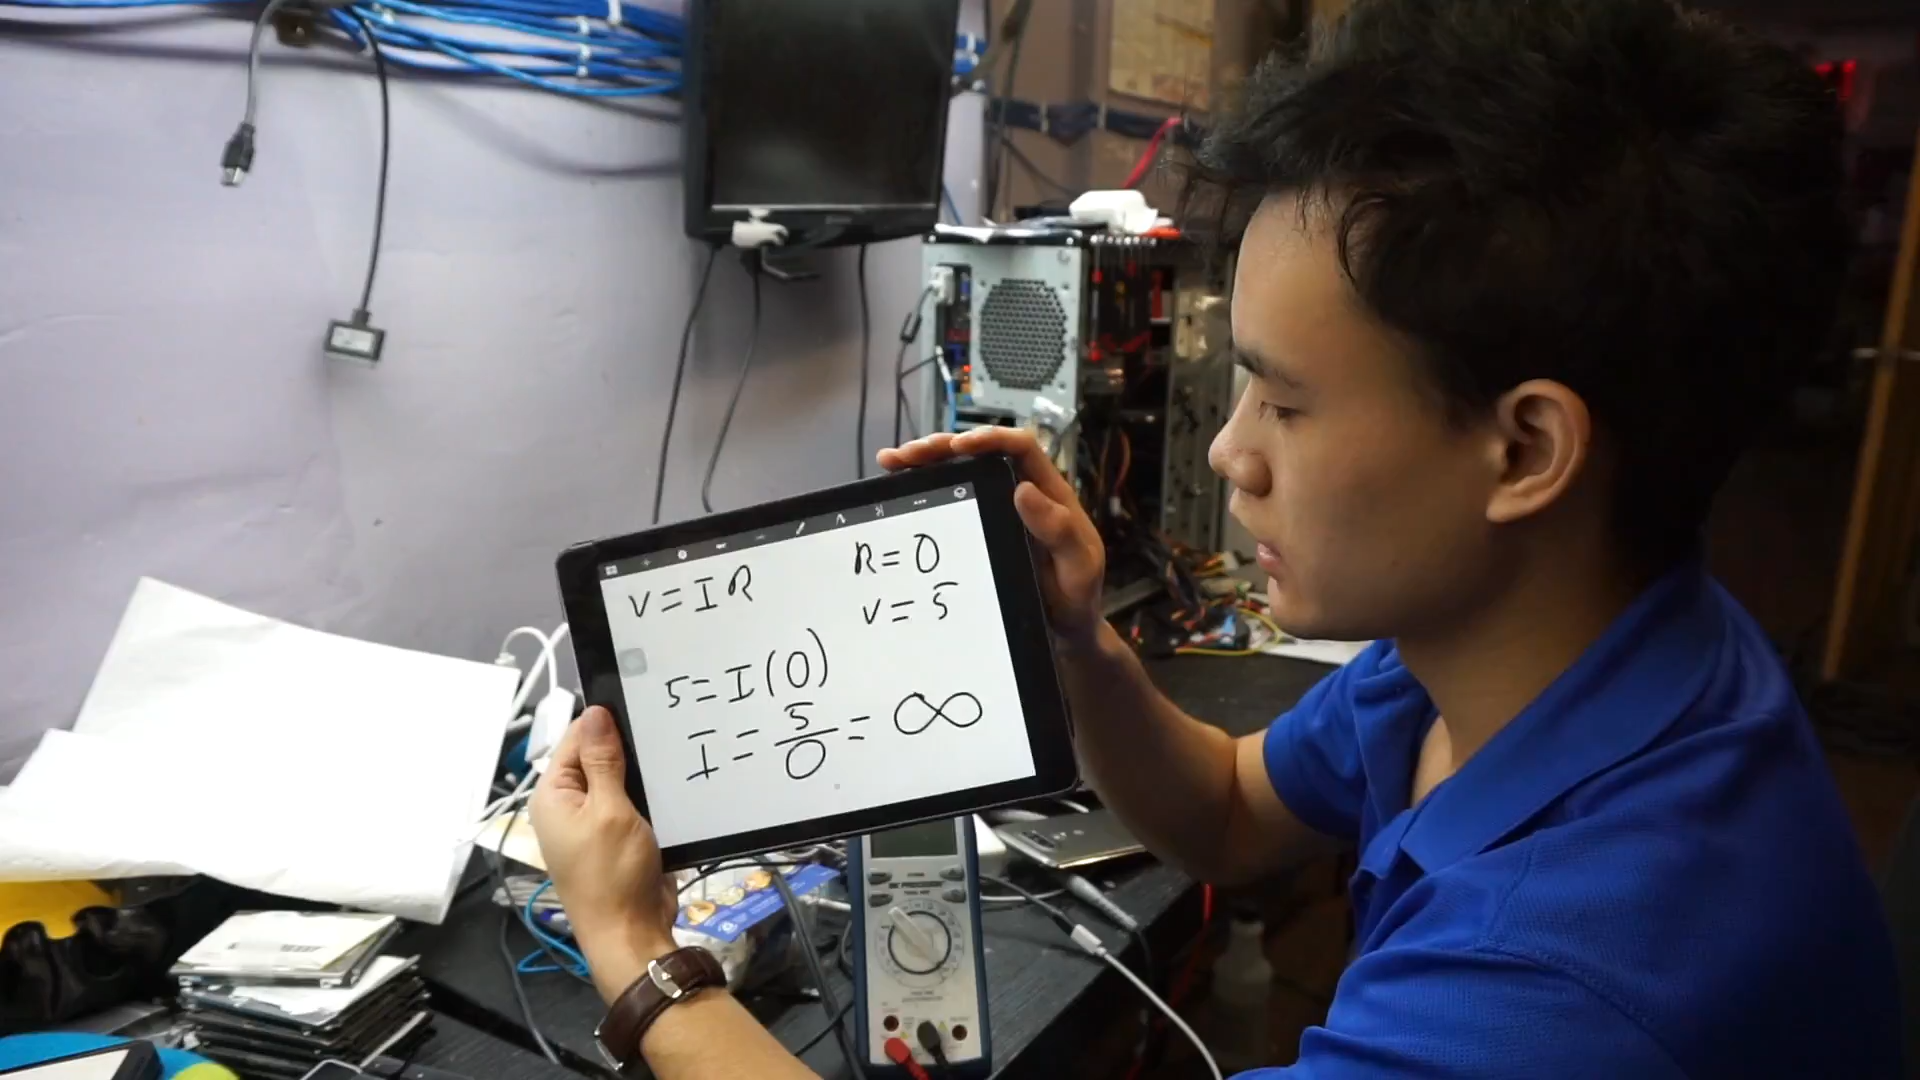 V = I R
R = 0
V = 5
5 = I (0)
I = 5/0 = ∞